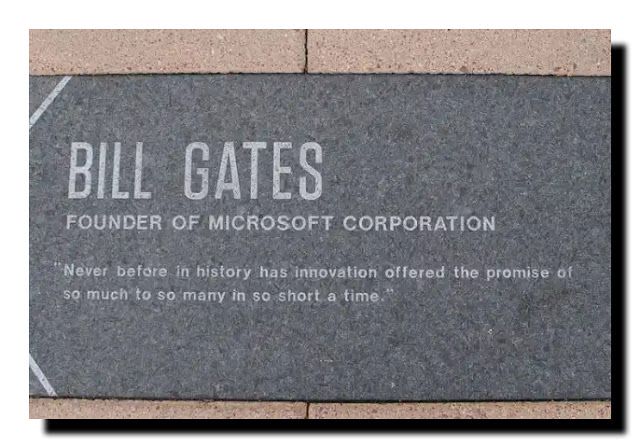 BILL GATES
FOUNDER OF MICROSOFT CORPORATION
"Never before in history has innovation offered the promise of
so much to so many in so short a time."